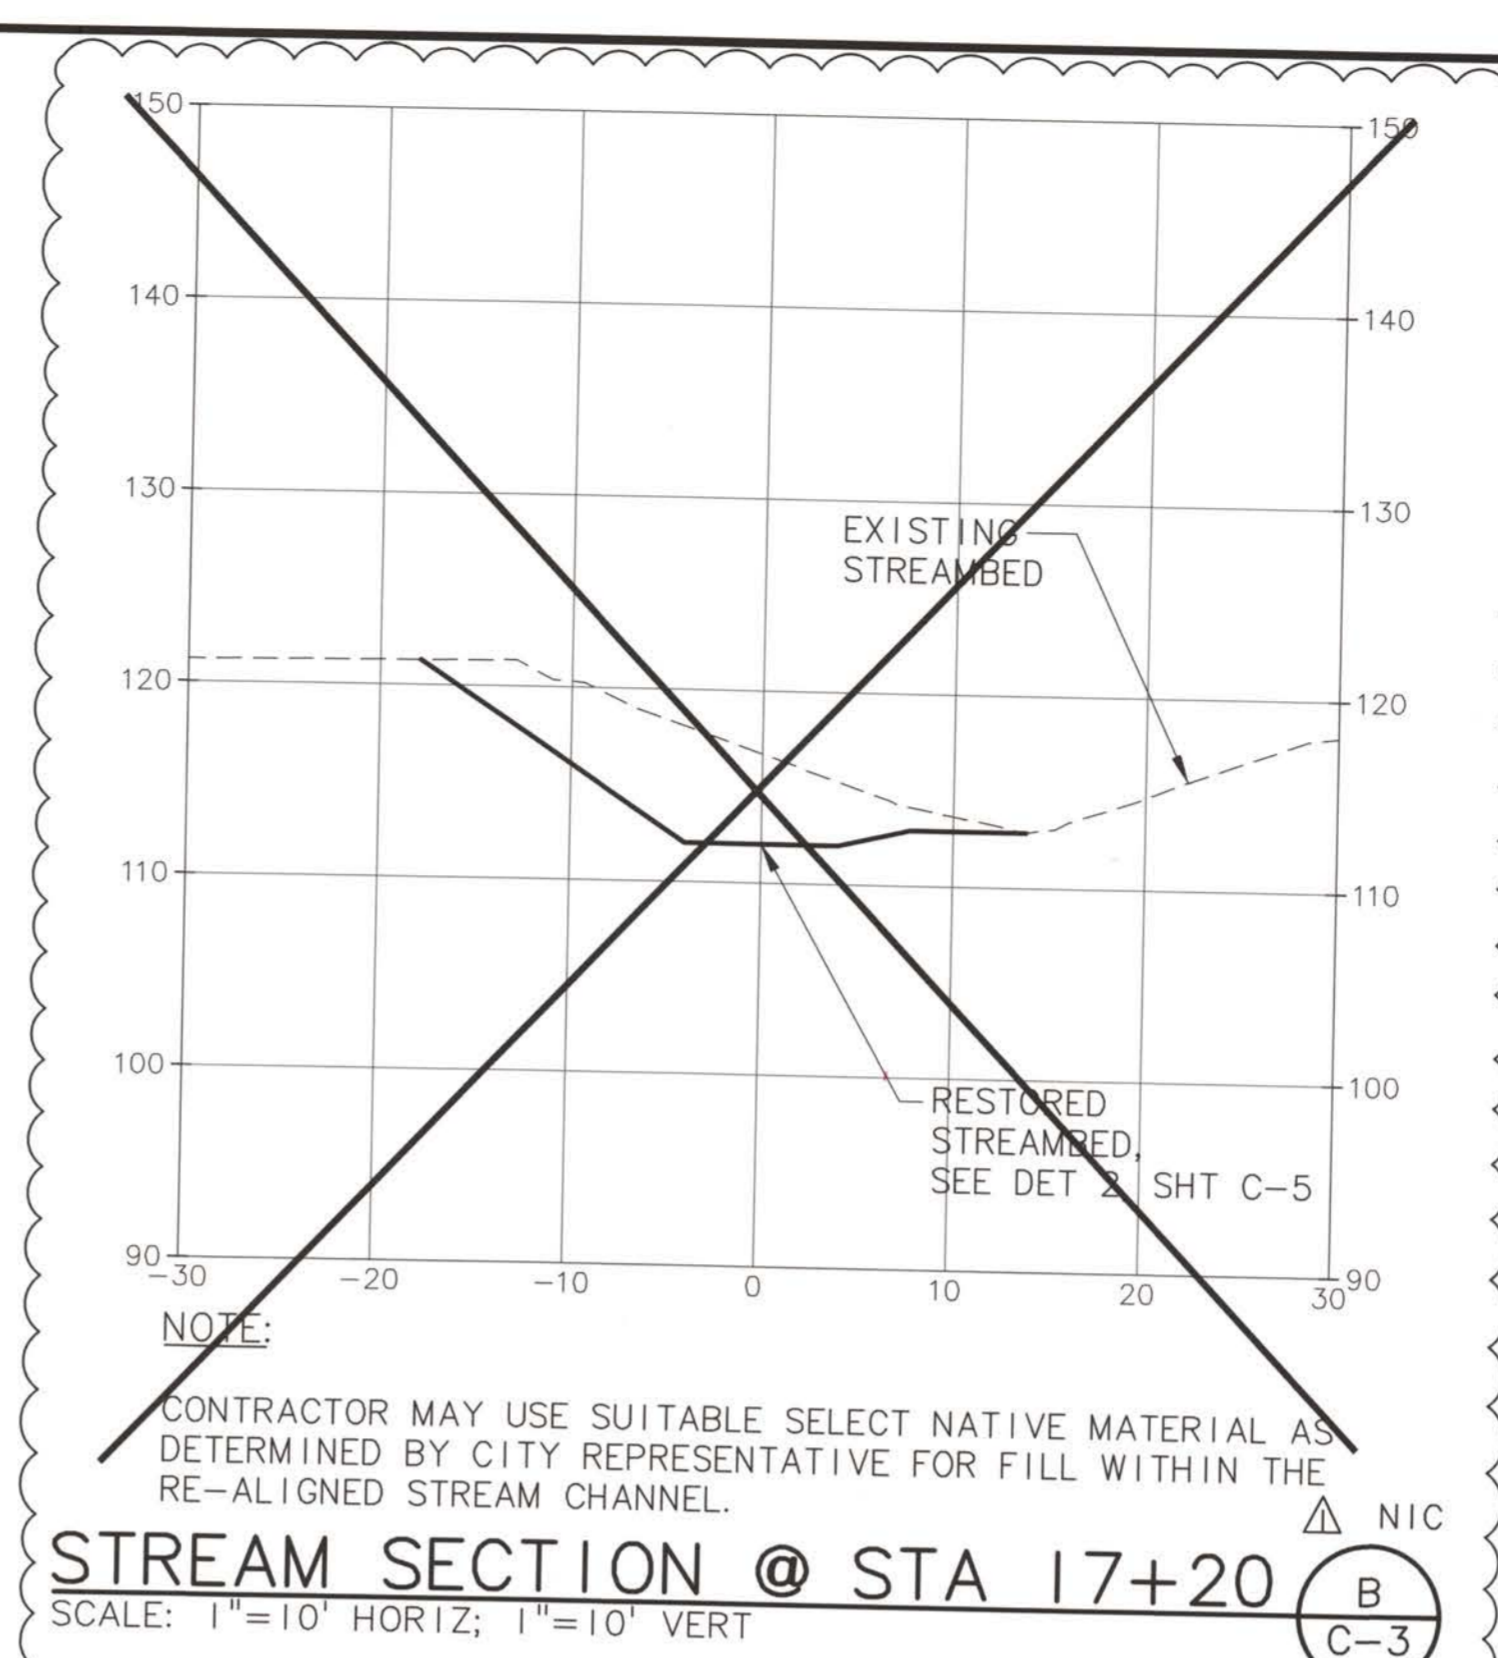 150
150
140
140
130
130
EXISTING
STREAMBED
120
120
110
110
100
100
RESTORED
STREAMBED,
SEE DET 2, SHT C-5
90
90
-30 -20 -10 0 10 20 30
NOTE:
CONTRACTOR MAY USE SUITABLE SELECT NATIVE MATERIAL AS
DETERMINED BY CITY REPRESENTATIVE FOR FILL WITHIN THE
RE-ALIGNED STREAM CHANNEL.
1 NIC
STREAM SECTION @ STA 17+20
B
SCALE: 1"=10' HORIZ; 1"=10' VERT
C-3